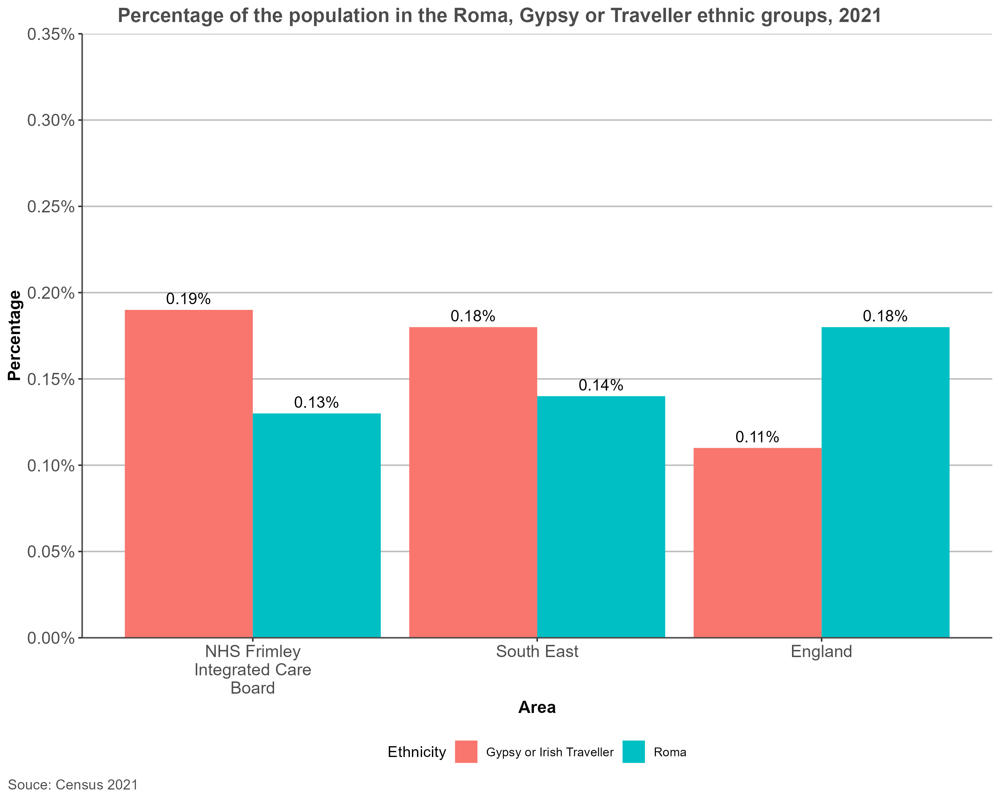 Percentage of the population in the Roma, Gypsy or Traveller ethnic groups, 2021
0.35%
0.30%
0.25%
0.20%
0.15%
0.10%
0.05%
0.00%
Percentage
0.19%
0.13%
0.18%
0.14%
0.11%
0.18%
NHS Frimley
Integrated Care
Board
South East
England
Area
Ethnicity
Gypsy or Irish Traveller
Roma
Souce: Census 2021